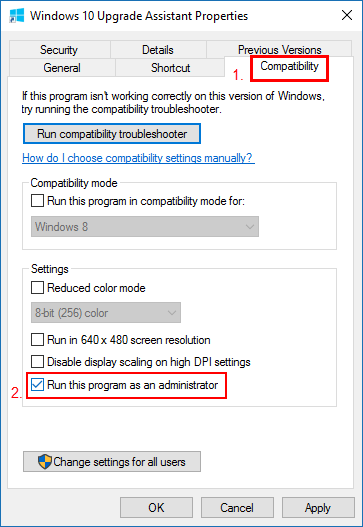 Windows 10 Upgrade Assistant Properties
Security Details Previous Versions
General Shortcut 1. Compatibility
If this program isn't working correctly on this version of Windows,
try running the compatibility troubleshooter.
Run compatibility troubleshooter
How do I choose compatibility settings manually?
Compatibility mode
Run this program in compatibility mode for:
Windows 8
Settings
Reduced color mode
8-bit (256) color
Run in 640 x 480 screen resolution
Disable display scaling on high DPI settings
2. Run this program as an administrator
Change settings for all users
OK Cancel Apply